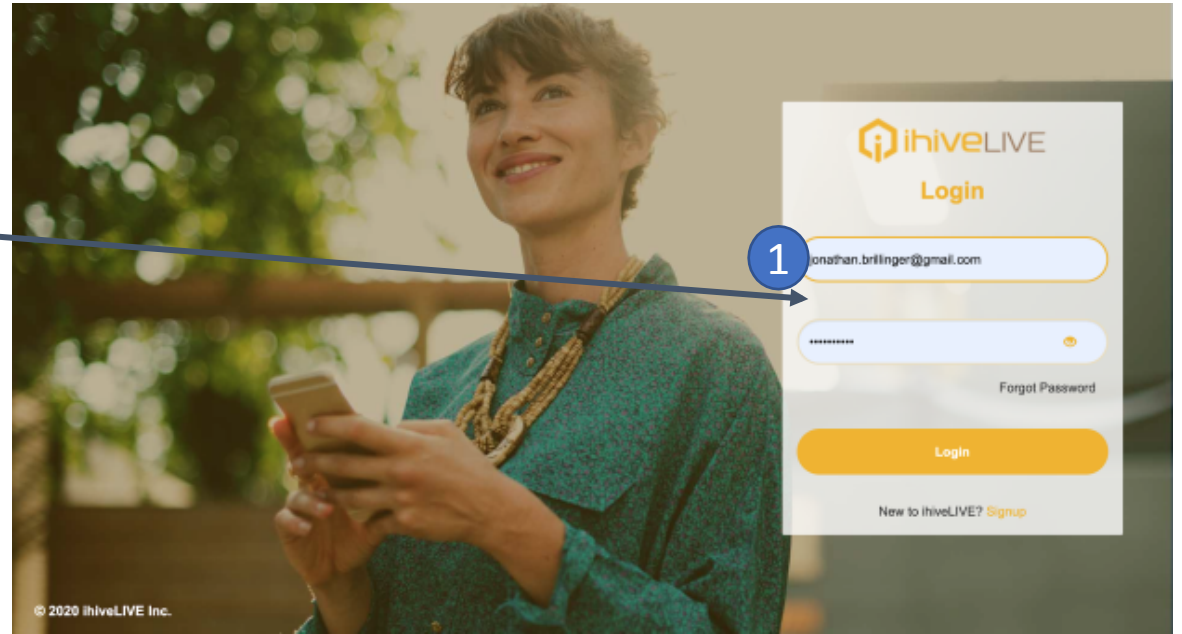 ihiveLIVE
Login
1
jonathan.brillinger@gmail.com
••••••••••
Forgot Password
Login
New to ihiveLIVE? Signup
© 2020 ihiveLIVE Inc.